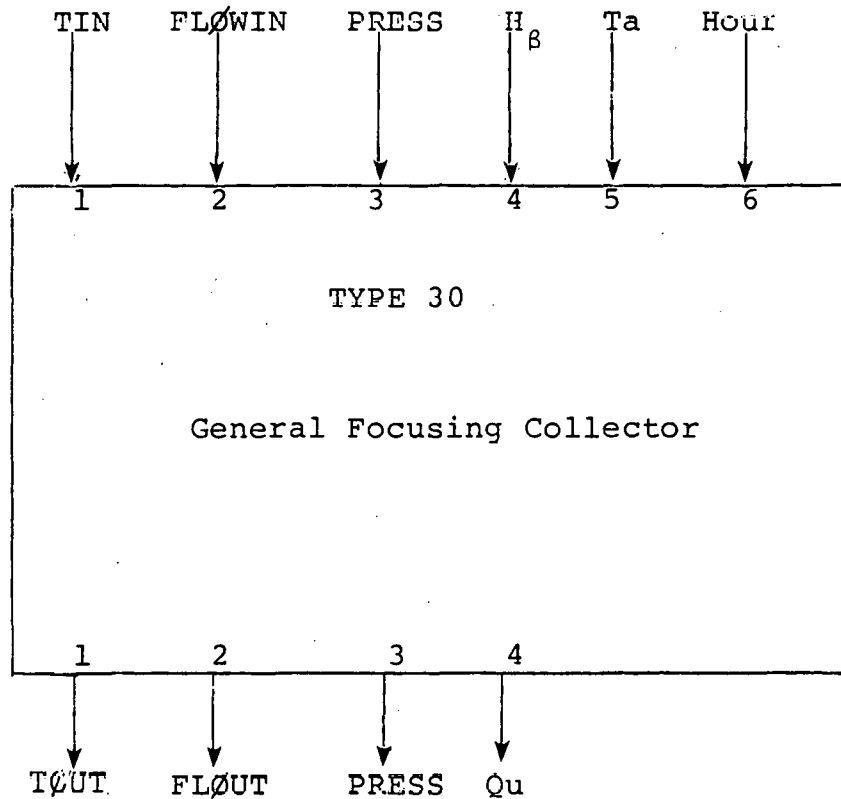 TIN FLØWIN PRESS Hβ Ta Hour
1 2 3 4 5 6
TYPE 30
General Focusing Collector
1 2 3 4
TØUT FLØUT PRESS Qu